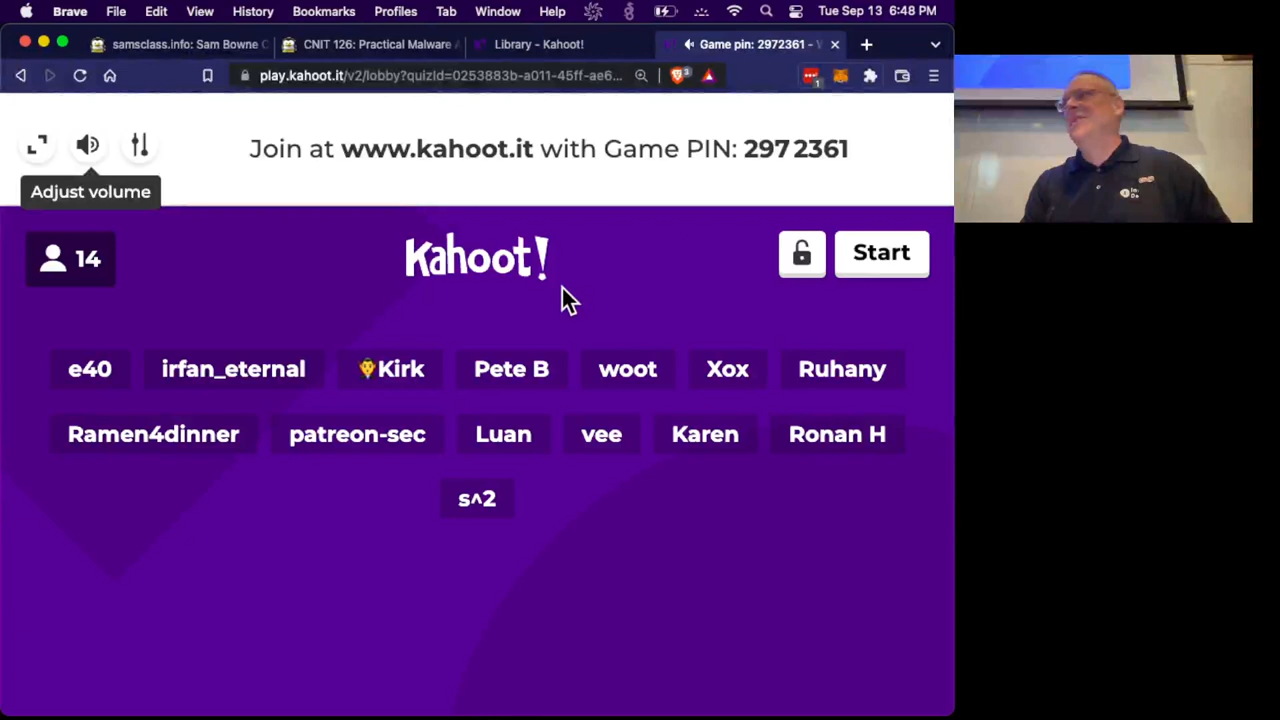 Brave File Edit View History Bookmarks Profiles Tab Window Help Tue Sep 13 6:48 PM
samsclass.info: Sam Bowne C CNIT 126: Practical Malware A Library - Kahoot! Game pin: 2972361 - W
play.kahoot.it/v2/lobby?quizId=0253883b-a011-45ff-ae6...
Join at www.kahoot.it with Game PIN: 297 2361
Adjust volume
14 Kahoot! Start
e40 irfan_eternal Kirk Pete B woot Xox Ruhany
Ramen4dinner patreon-sec Luan vee Karen Ronan H
s^2